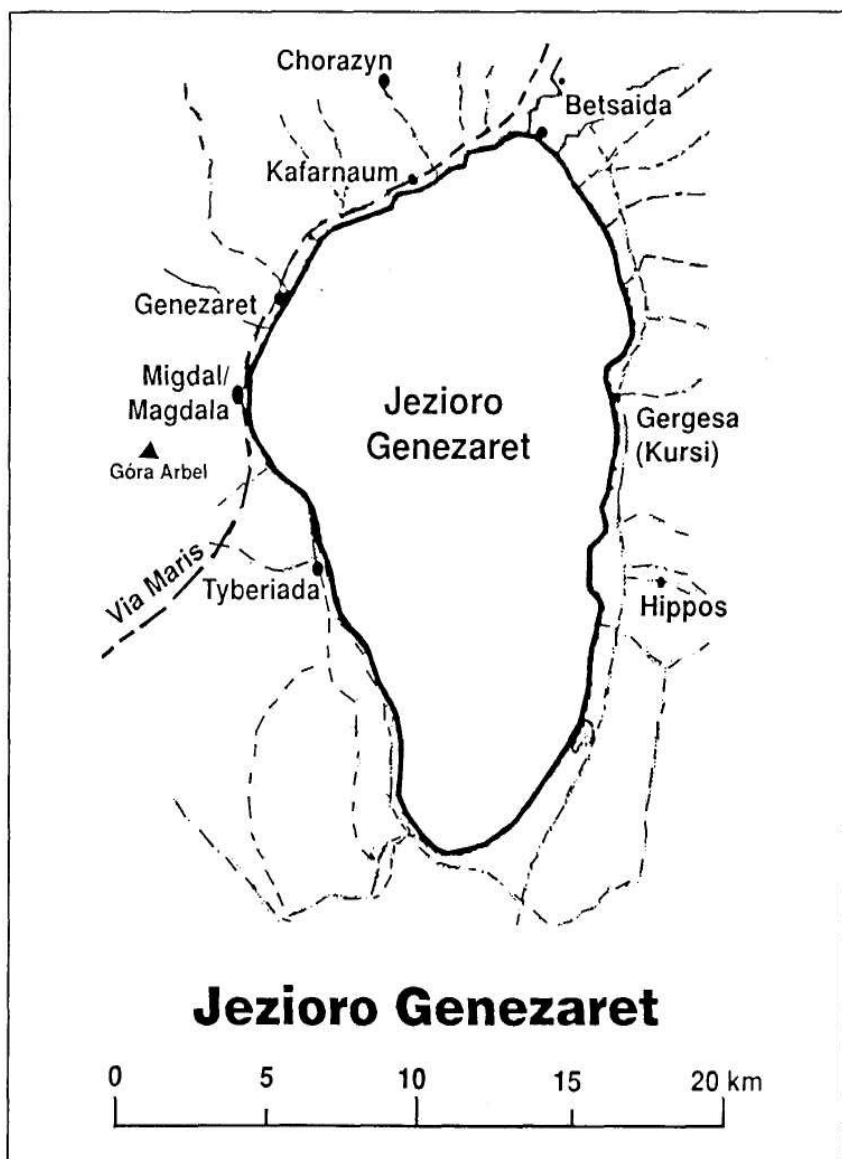 Chorazyn
Betsaida
Kafarnaum
Genezaret
Migdal/
Magdala
Góra Arbel
Jezioro
Genezaret
Gergesa
(Kursi)
Via Maris
Tyberiada
Hippos
Jezioro Genezaret
0 5 10 15 20 km